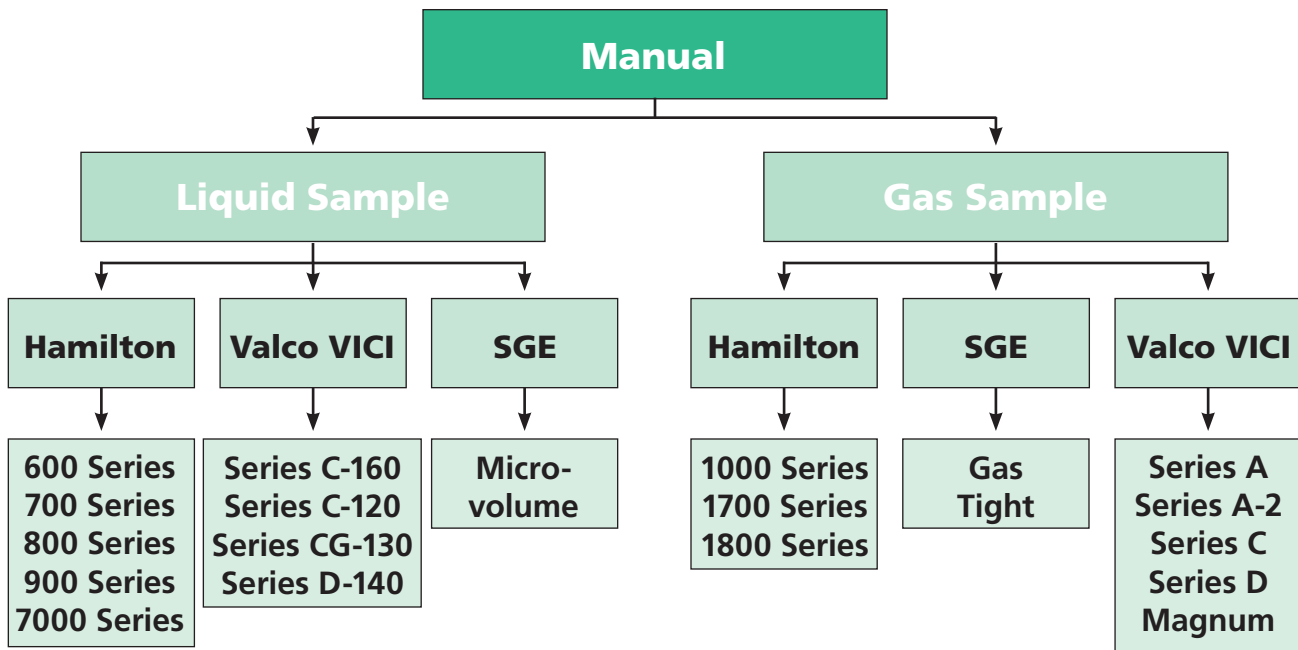 Manual
Liquid Sample
Gas Sample
Hamilton
Valco VICI
SGE
Hamilton
SGE
Valco VICI
600 Series
700 Series
800 Series
900 Series
7000 Series
Series C-160
Series C-120
Series CG-130
Series D-140
Micro-
volume
1000 Series
1700 Series
1800 Series
Gas
Tight
Series A
Series A-2
Series C
Series D
Magnum